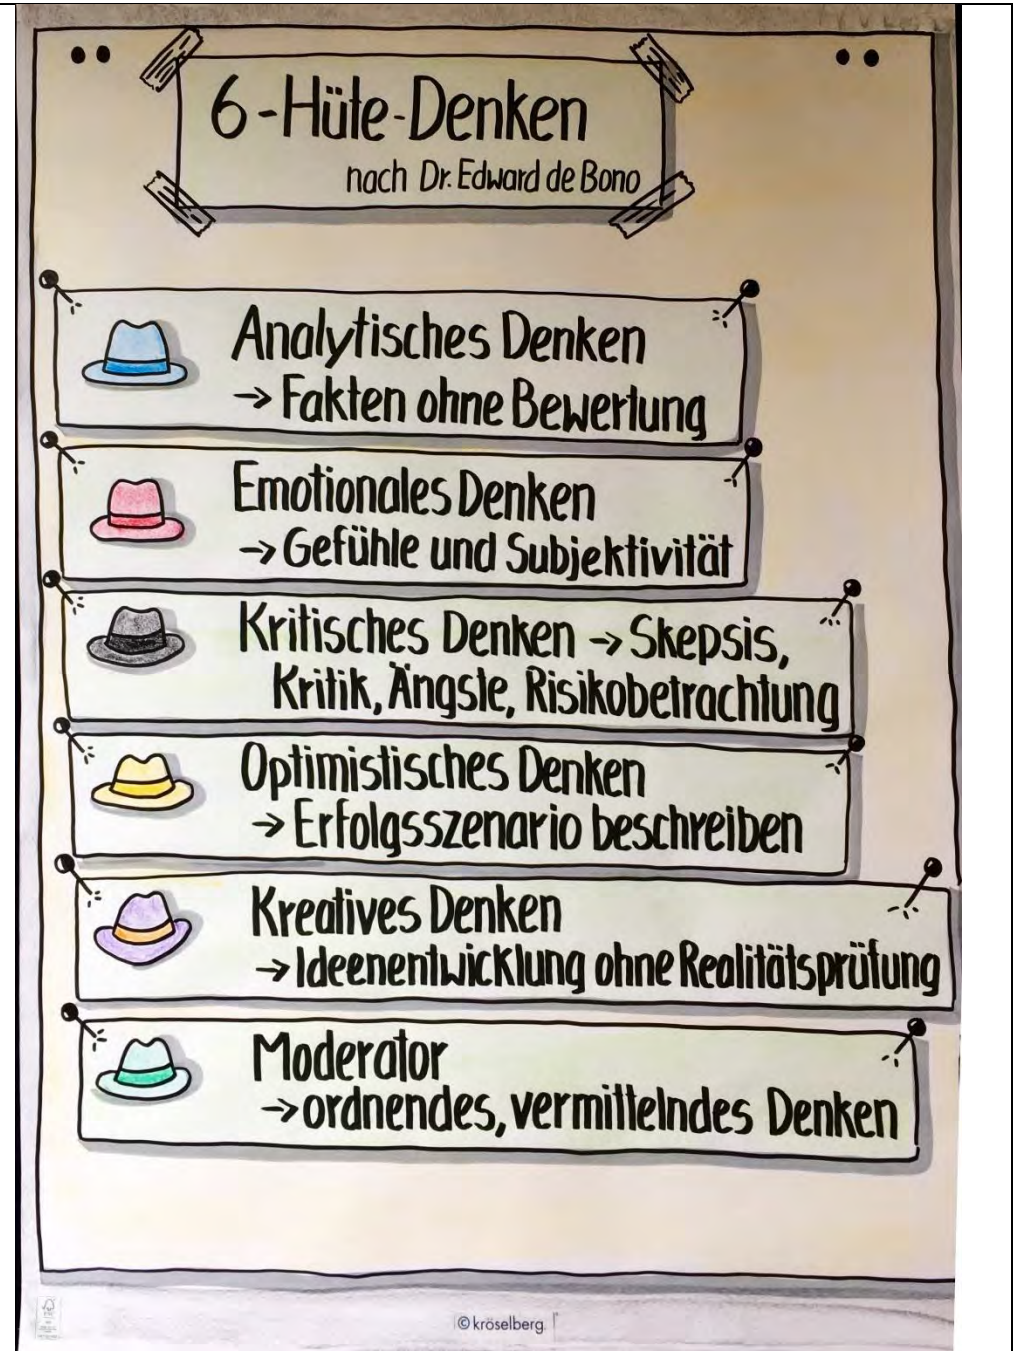 6-Hüte-Denken
nach Dr. Edward de Bono
Analytisches Denken
→ Fakten ohne Bewertung
Emotionales Denken
→ Gefühle und Subjektivität
Kritisches Denken → Skepsis,
Kritik, Ängste, Risikobetrachtung
Optimistisches Denken
→ Erfolgsszenario beschreiben
Kreatives Denken
→ Ideenentwicklung ohne Realitätsprüfung
Moderator
→ ordnendes, vermittelndes Denken
© kröselberg